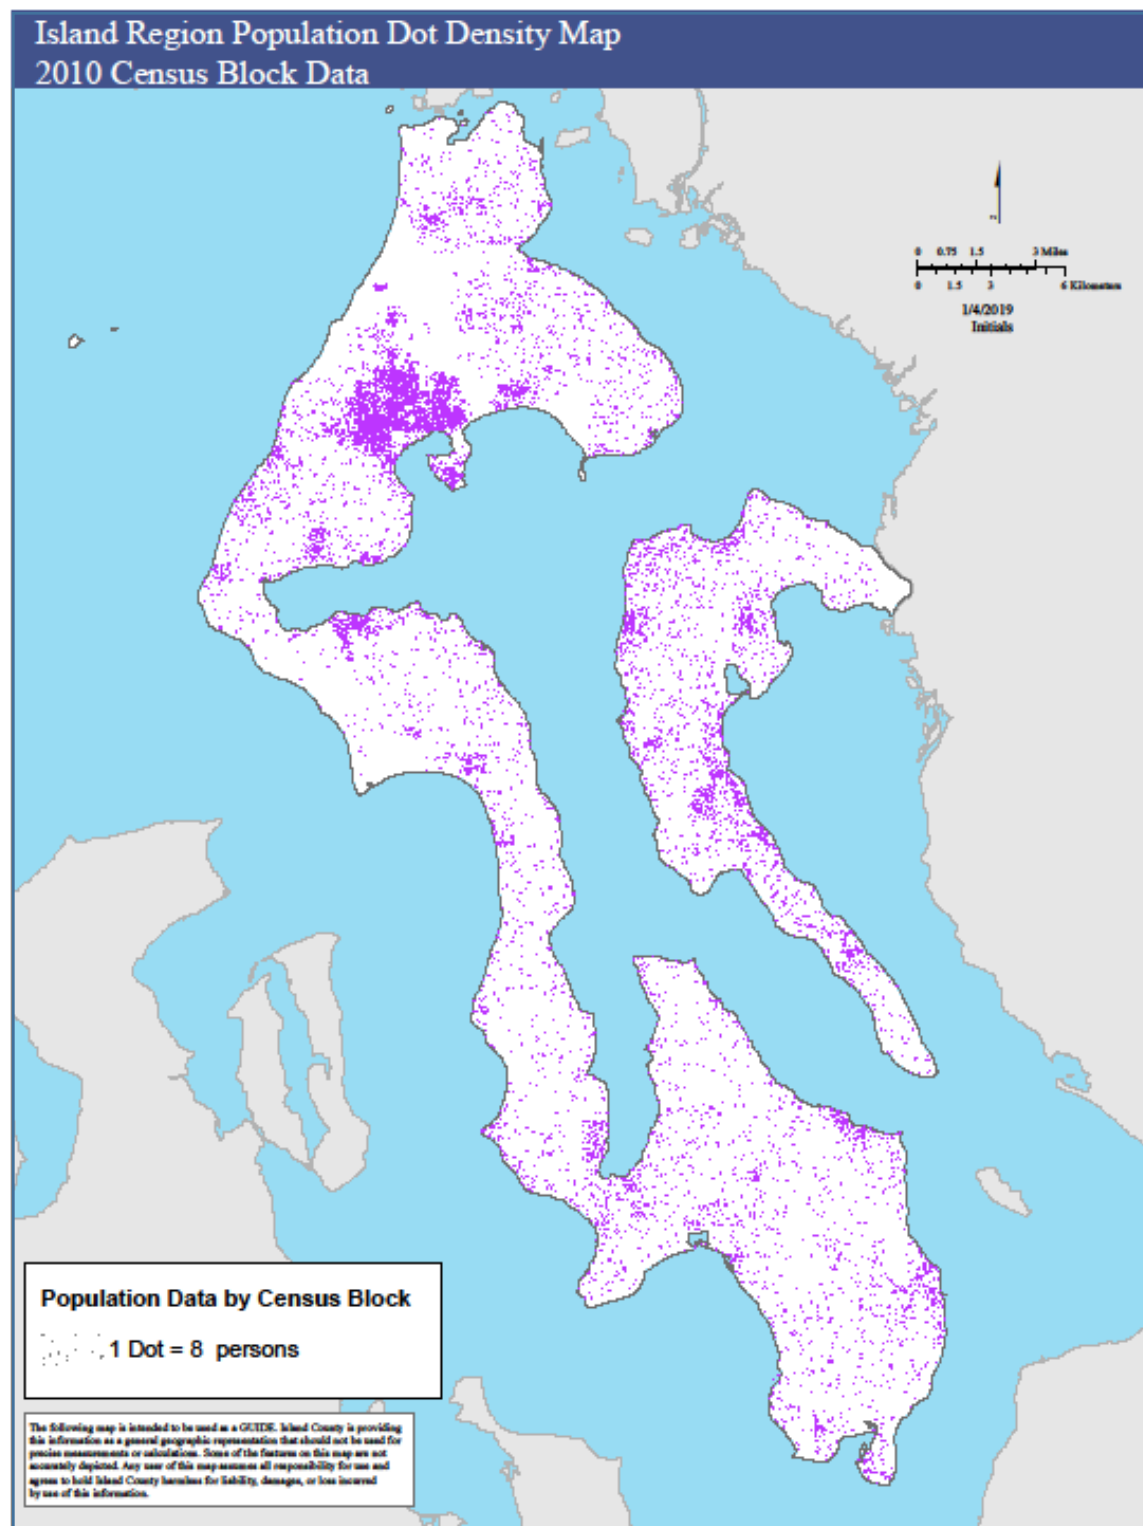 Island Region Population Dot Density Map
2010 Census Block Data
0 0.75 1.5 3 Miles
0 1.5 3 6 Kilometers
1/4/2019
Initials
Population Data by Census Block
1 Dot = 8 persons
The following map is intended to be used as a GUIDE. Island County is providing
this information as a general geographic representation that should not be used for
precise measurements or calculations. Some of the features on this map are not
accurately depicted. Any user of this map assumes all responsibility for use and
agrees to hold Island County harmless for liability, damages, or loss incurred
by use of this information.